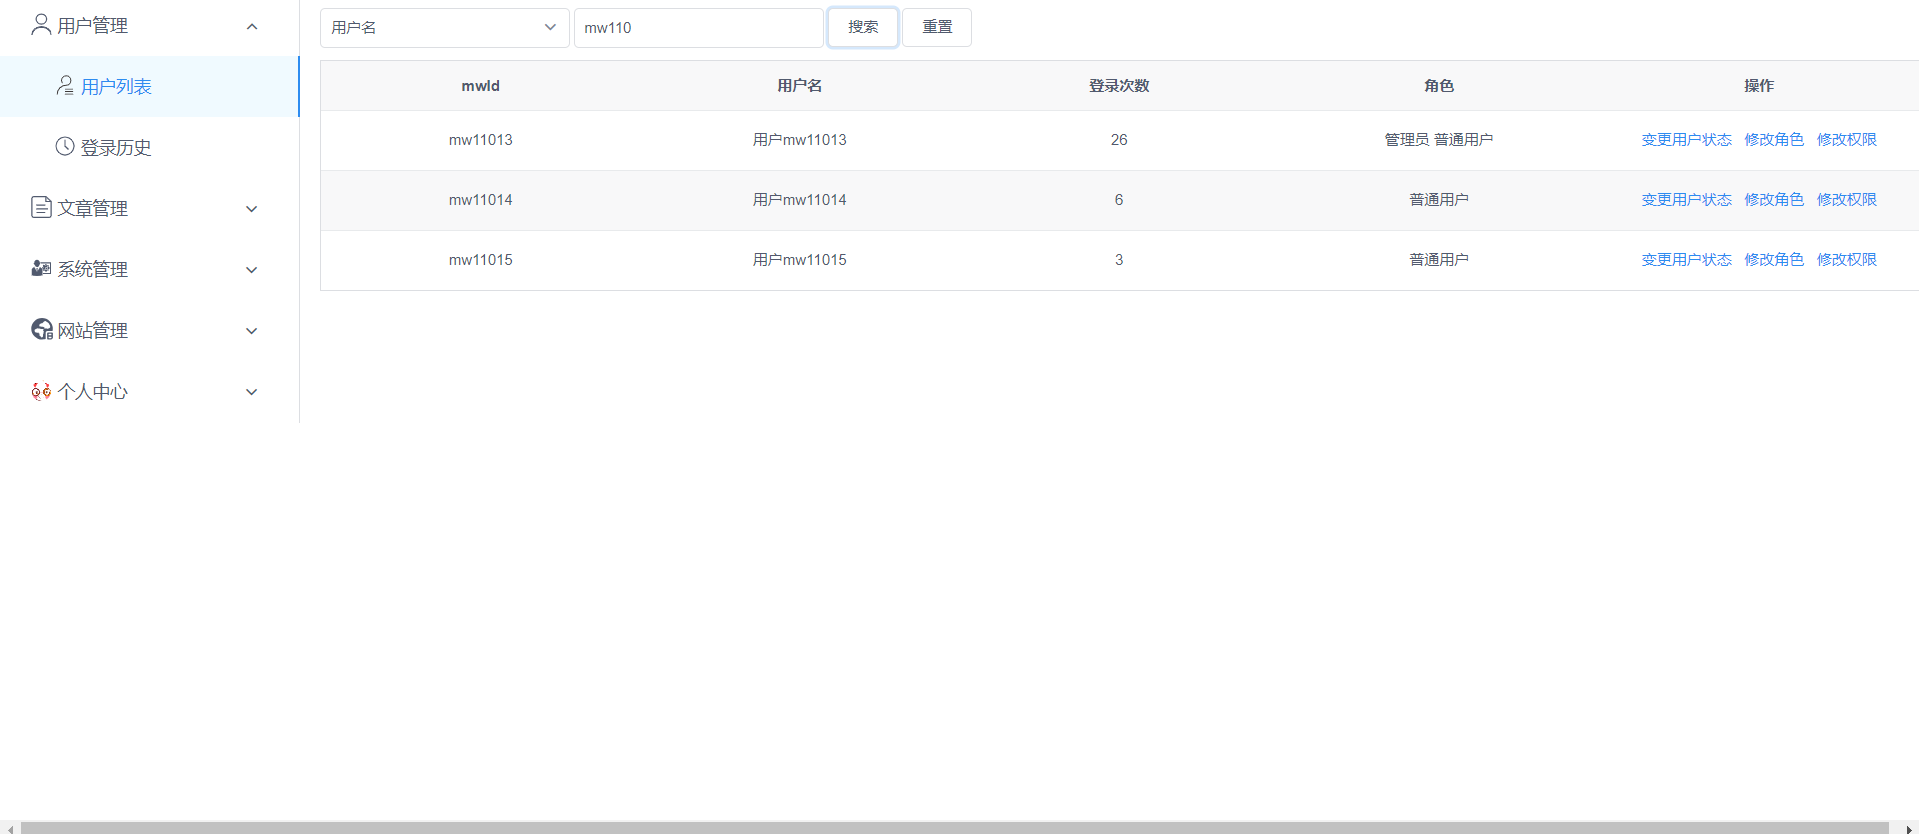 用户管理
用户列表
登录历史
文章管理
系统管理
网站管理
个人中心
用户名 mw110 搜索 重置
mwId 用户名 登录次数 角色 操作
mw11013 用户mw11013 26 管理员 普通用户 变更用户状态 修改角色 修改权限
mw11014 用户mw11014 6 普通用户 变更用户状态 修改角色 修改权限
mw11015 用户mw11015 3 普通用户 变更用户状态 修改角色 修改权限